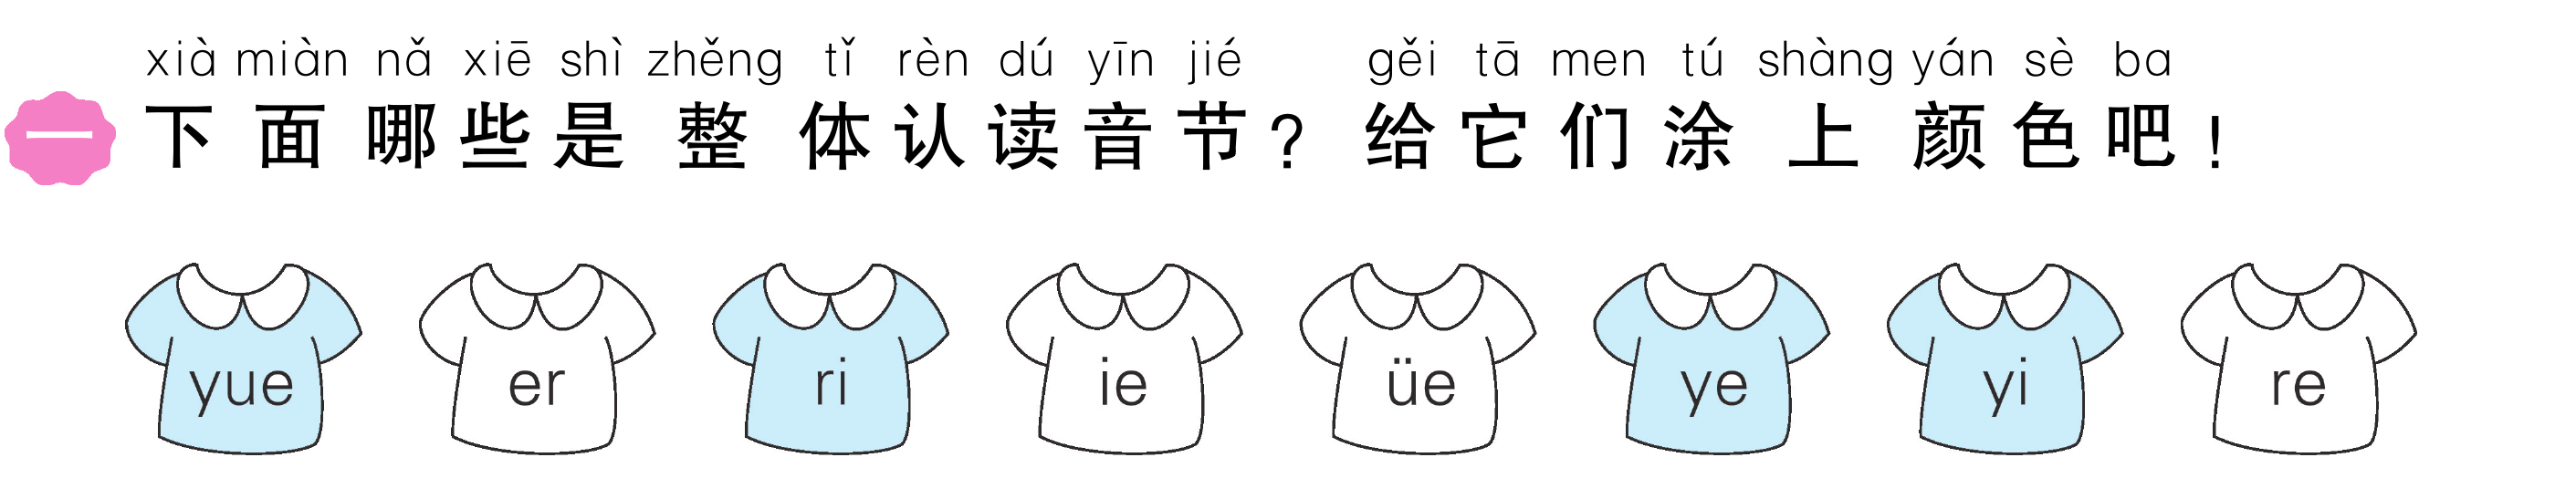 xià miàn nǎ xiē shì zhěng tǐ rèn dú yīn jié gěi tā men tú shàng yán sè ba
一 下面哪些是整体认读音节？给它们涂上颜色吧！
yue er ri ie üe ye yi re